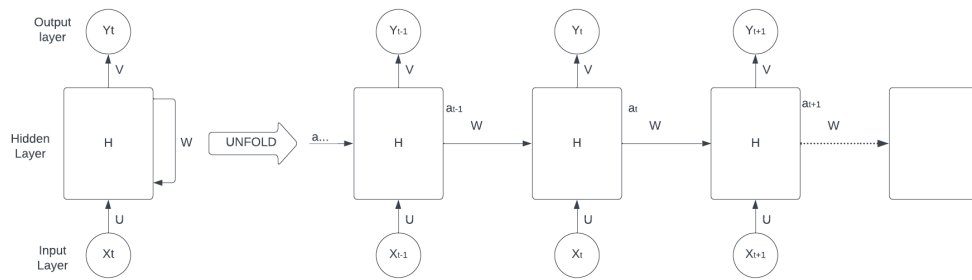 Output
layer
Yt
Yt-1
Yt
Yt+1
V
V
V
V
Hidden
Layer
H
W
UNFOLD
a...
H
at-1
W
H
at
W
H
at+1
W
U
U
U
U
Input
Layer
Xt
Xt-1
Xt
Xt+1